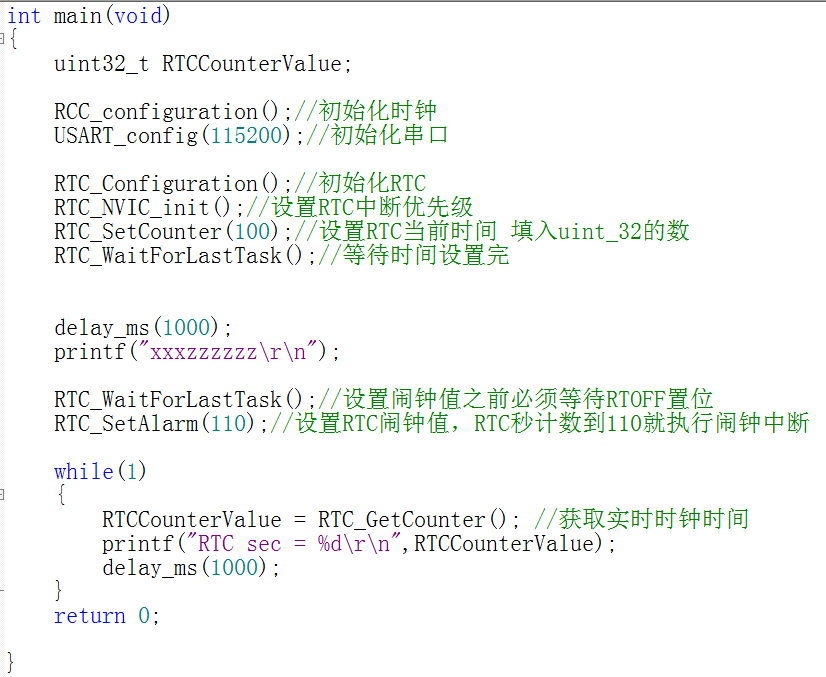 int main(void)
{
uint32_t RTCCounterValue;
RCC_configuration();//初始化时钟
USART_config(115200);//初始化串口
RTC_Configuration();//初始化RTC
RTC_NVIC_init();//设置RTC中断优先级
RTC_SetCounter(100);//设置RTC当前时间 填入uint_32的数
RTC_WaitForLastTask();//等待时间设置完
delay_ms(1000);
printf("xxxzzzzzz\r\n");
RTC_WaitForLastTask();//设置闹钟值之前必须等待RTOFF置位
RTC_SetAlarm(110);//设置RTC闹钟值，RTC秒计数到110就执行闹钟中断
while(1)
{
RTCCounterValue = RTC_GetCounter(); //获取实时时钟时间
printf("RTC sec = %d\r\n",RTCCounterValue);
delay_ms(1000);
}
return 0;
}